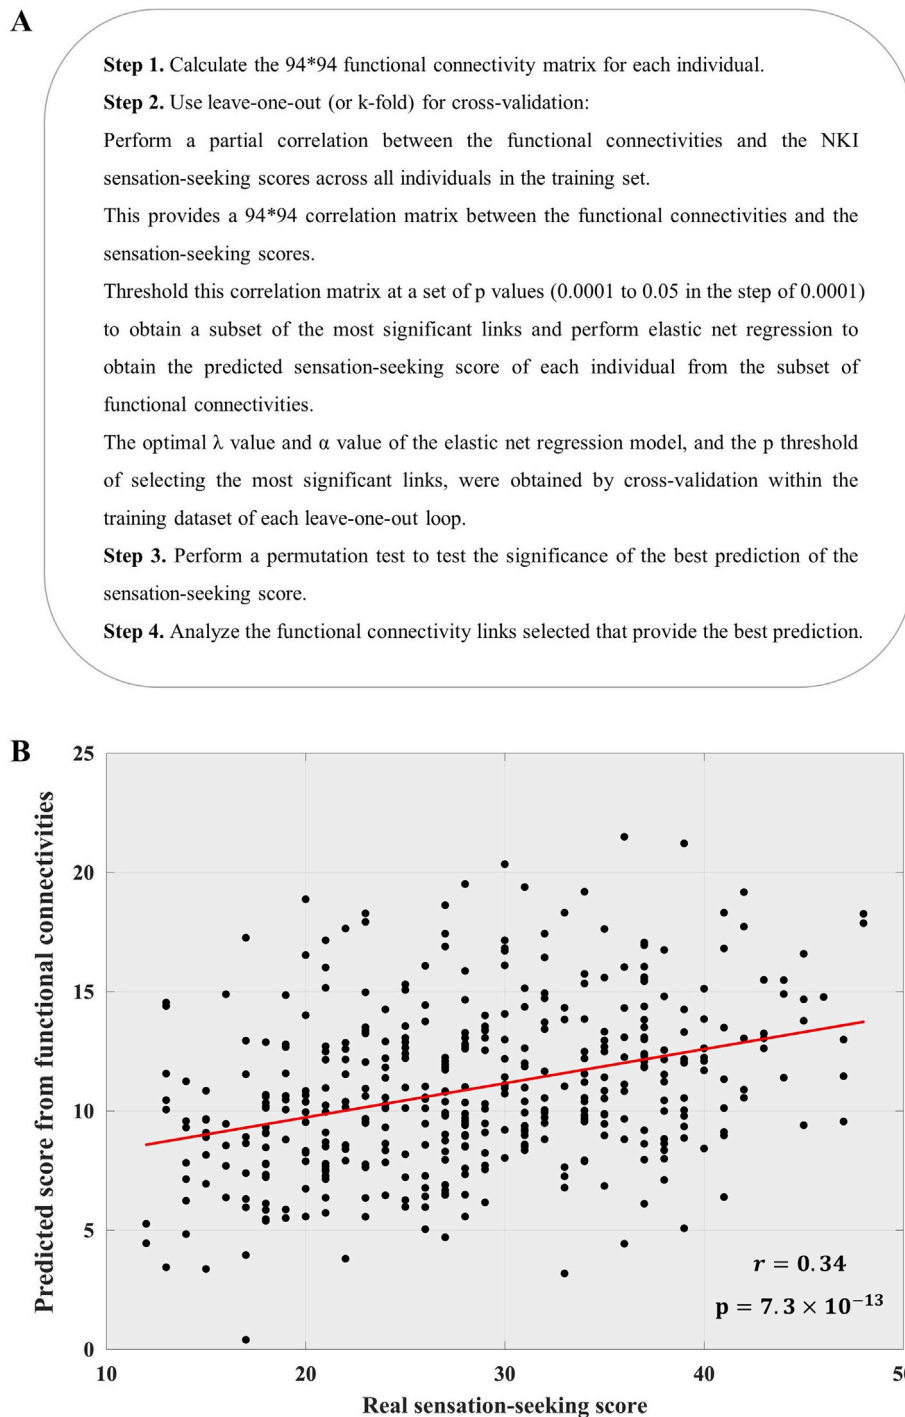 A
Step 1. Calculate the 94*94 functional connectivity matrix for each individual.
Step 2. Use leave-one-out (or k-fold) for cross-validation:
Perform a partial correlation between the functional connectivities and the NKI
sensation-seeking scores across all individuals in the training set.
This provides a 94*94 correlation matrix between the functional connectivities and the
sensation-seeking scores.
Threshold this correlation matrix at a set of p values (0.0001 to 0.05 in the step of 0.0001)
to obtain a subset of the most significant links and perform elastic net regression to
obtain the predicted sensation-seeking score of each individual from the subset of
functional connectivities.
The optimal λ value and α value of the elastic net regression model, and the p threshold
of selecting the most significant links, were obtained by cross-validation within the
training dataset of each leave-one-out loop.
Step 3. Perform a permutation test to test the significance of the best prediction of the
sensation-seeking score.
Step 4. Analyze the functional connectivity links selected that provide the best prediction.
B
Predicted score from functional connectivities
25
20
15
10
5
0
r = 0.34
p = 7.3 × 10⁻¹³
10 20 30 40 50
Real sensation-seeking score